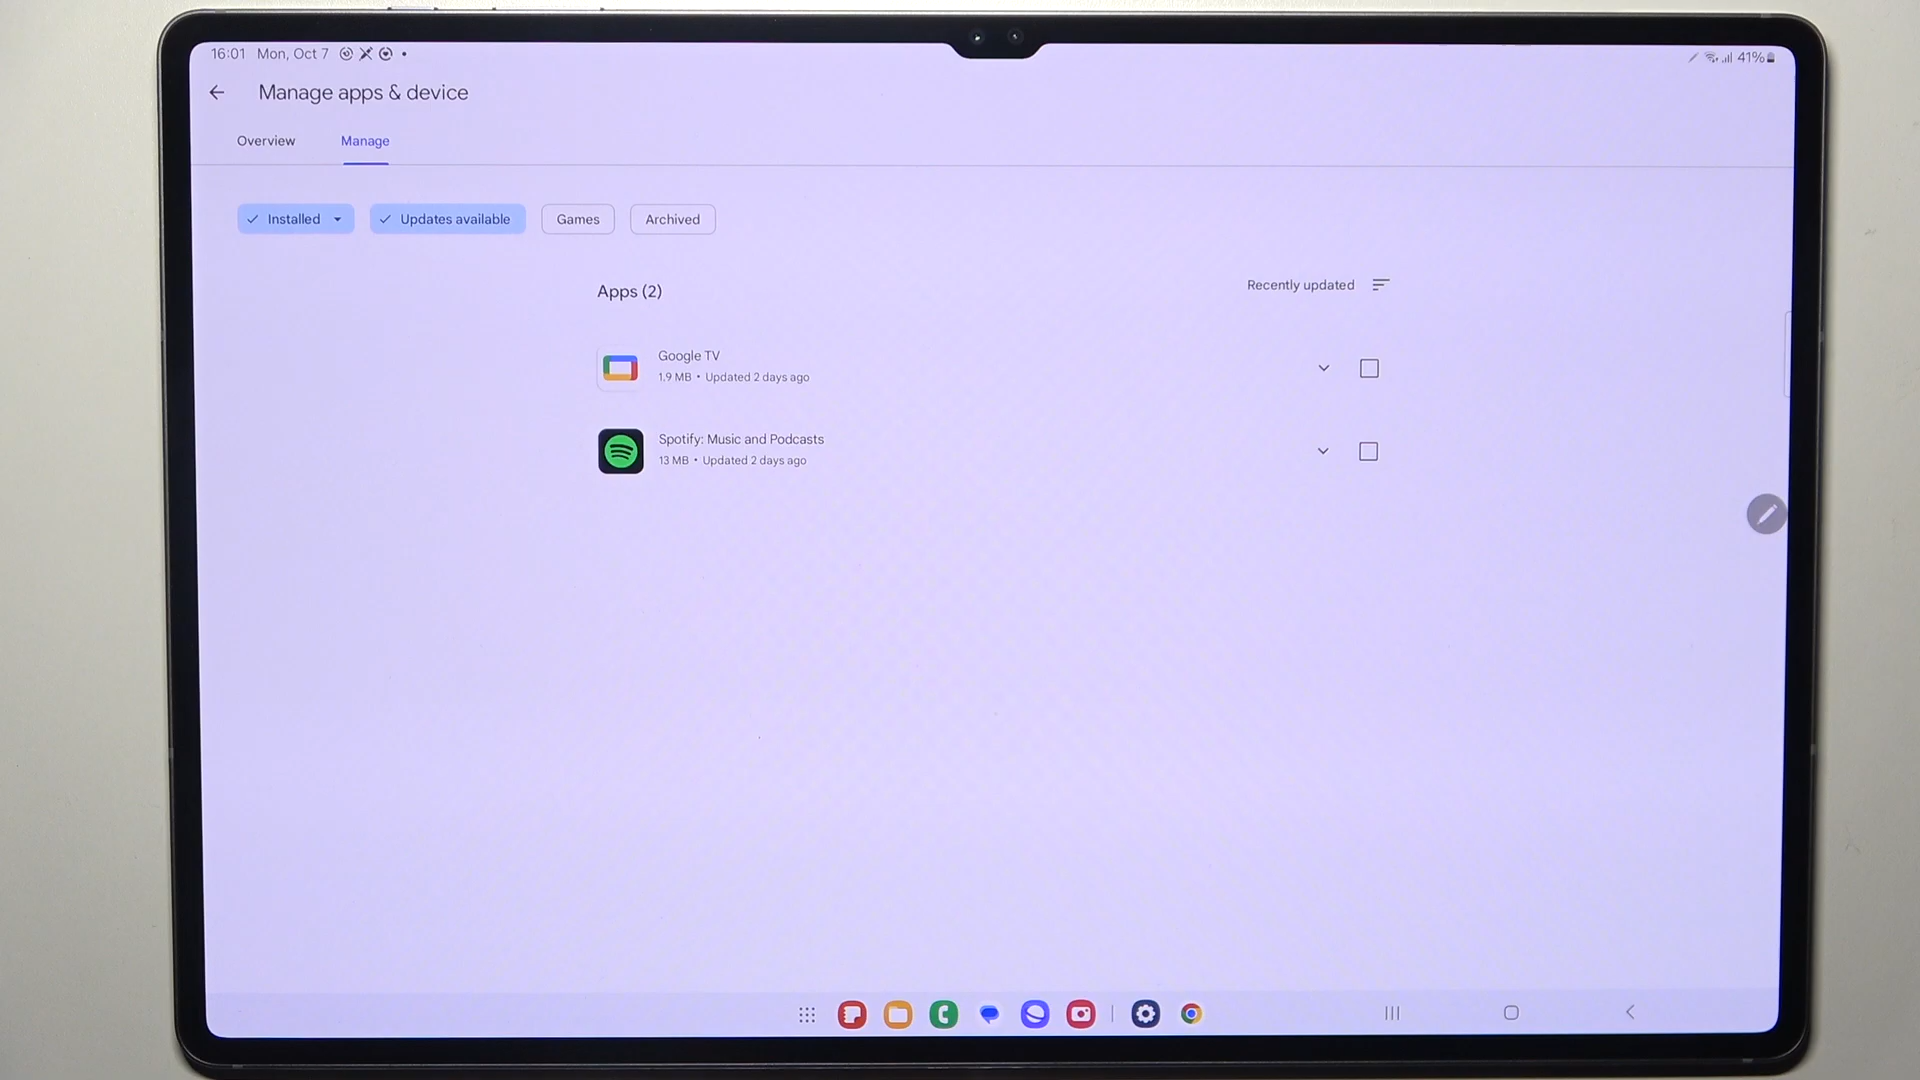 16:01 Mon, Oct 7
41%
Manage apps & device
Overview
Manage
Installed
Updates available
Games
Archived
Apps (2)
Recently updated
Google TV
1.9 MB • Updated 2 days ago
Spotify: Music and Podcasts
13 MB • Updated 2 days ago